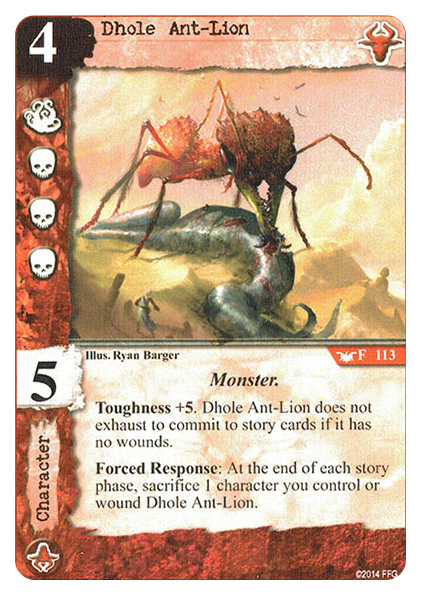 4
Dhole Ant-Lion
Illus. Ryan Barger
F 113
5
Monster.
Toughness +5. Dhole Ant-Lion does not
exhaust to commit to story cards if it has
no wounds.
Forced Response: At the end of each story
phase, sacrifice 1 character you control or
wound Dhole Ant-Lion.
Character
©2014 FFG